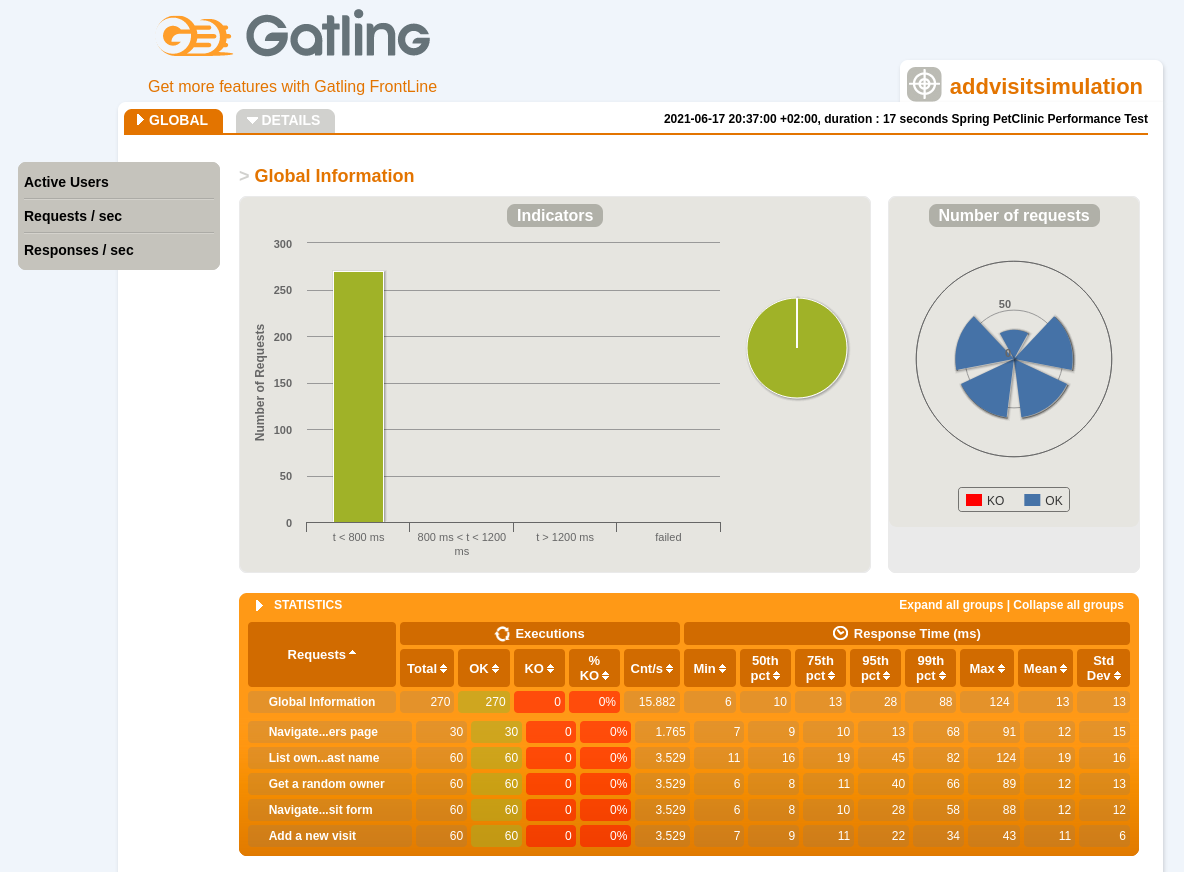 Gatling
Get more features with Gatling FrontLine
addvisitsimulation
GLOBAL
DETAILS
2021-06-17 20:37:00 +02:00, duration : 17 seconds Spring PetClinic Performance Test
Active Users
Requests / sec
Responses / sec
> Global Information
Indicators
Number of Requests
300
250
200
150
100
50
0
t < 800 ms
800 ms < t < 1200
ms
t > 1200 ms
failed
Number of requests
50
KO
OK
STATISTICS
Expand all groups | Collapse all groups
Requests
Executions
Response Time (ms)
Total OK KO % KO Cnt/s Min 50th pct 75th pct 95th pct 99th pct Max Mean Std Dev
Global Information 270 270 0 0% 15.882 6 10 13 28 88 124 13 13
Navigate...ers page 30 30 0 0% 1.765 7 9 10 13 68 91 12 15
List own...ast name 60 60 0 0% 3.529 11 16 19 45 82 124 19 16
Get a random owner 60 60 0 0% 3.529 6 8 11 40 66 89 12 13
Navigate...sit form 60 60 0 0% 3.529 6 8 10 28 58 88 12 12
Add a new visit 60 60 0 0% 3.529 7 9 11 22 34 43 11 6